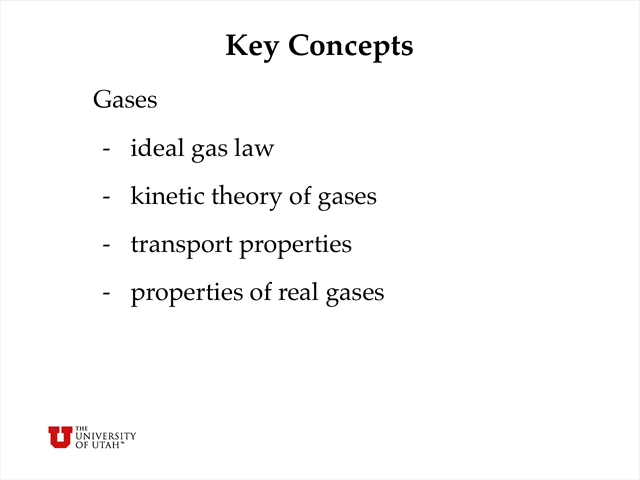 Key Concepts
Gases
- ideal gas law
- kinetic theory of gases
- transport properties
- properties of real gases
THE
UNIVERSITY
OF UTAH™